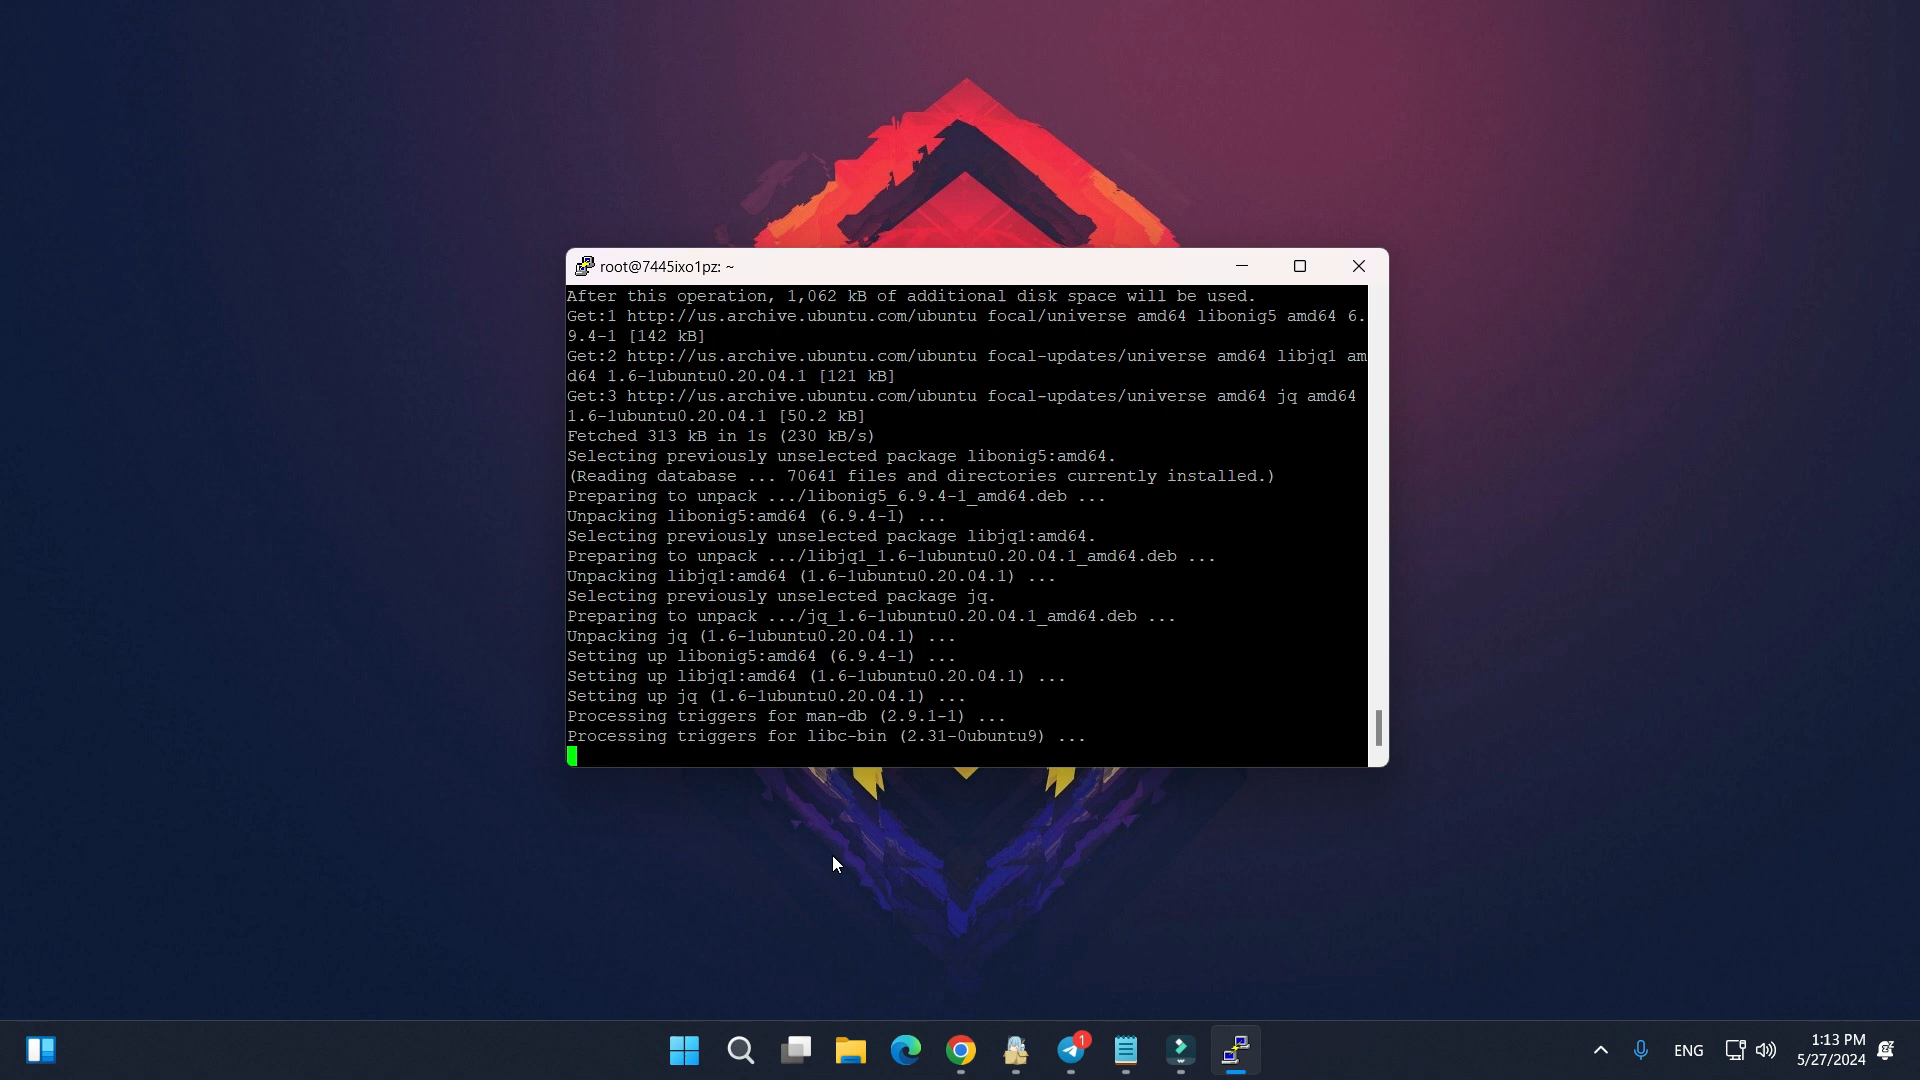 root@7445ixo1pz: ~
After this operation, 1,062 kB of additional disk space will be used.
Get:1 http://us.archive.ubuntu.com/ubuntu focal/universe amd64 libonig5 amd64 6.
9.4-1 [142 kB]
Get:2 http://us.archive.ubuntu.com/ubuntu focal-updates/universe amd64 libjq1 am
d64 1.6-1ubuntu0.20.04.1 [121 kB]
Get:3 http://us.archive.ubuntu.com/ubuntu focal-updates/universe amd64 jq amd64
1.6-1ubuntu0.20.04.1 [50.2 kB]
Fetched 313 kB in 1s (230 kB/s)
Selecting previously unselected package libonig5:amd64.
(Reading database ... 70641 files and directories currently installed.)
Preparing to unpack .../libonig5_6.9.4-1_amd64.deb ...
Unpacking libonig5:amd64 (6.9.4-1) ...
Selecting previously unselected package libjq1:amd64.
Preparing to unpack .../libjq1_1.6-1ubuntu0.20.04.1_amd64.deb ...
Unpacking libjq1:amd64 (1.6-1ubuntu0.20.04.1) ...
Selecting previously unselected package jq.
Preparing to unpack .../jq_1.6-1ubuntu0.20.04.1_amd64.deb ...
Unpacking jq (1.6-1ubuntu0.20.04.1) ...
Setting up libonig5:amd64 (6.9.4-1) ...
Setting up libjq1:amd64 (1.6-1ubuntu0.20.04.1) ...
Setting up jq (1.6-1ubuntu0.20.04.1) ...
Processing triggers for man-db (2.9.1-1) ...
Processing triggers for libc-bin (2.31-0ubuntu9) ...
1
ENG
1:13 PM
5/27/2024